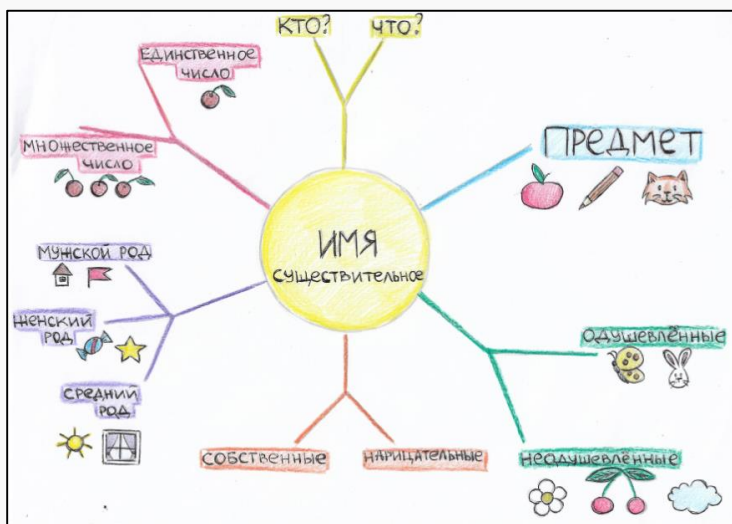 КТО?
ЧТО?
ЕДИНСТВЕННОЕ
ЧИСЛО
МНОЖЕСТВЕННОЕ
ЧИСЛО
ПРЕДМЕТ
ИМЯ
СУЩЕСТВИТЕЛЬНОЕ
МУЖСКОЙ РОД
ЖЕНСКИЙ
РОД
СРЕДНИЙ
РОД
ОДУШЕВЛЁННЫЕ
СОБСТВЕННЫЕ
НАРИЦАТЕЛЬНЫЕ
НЕОДУШЕВЛЁННЫЕ